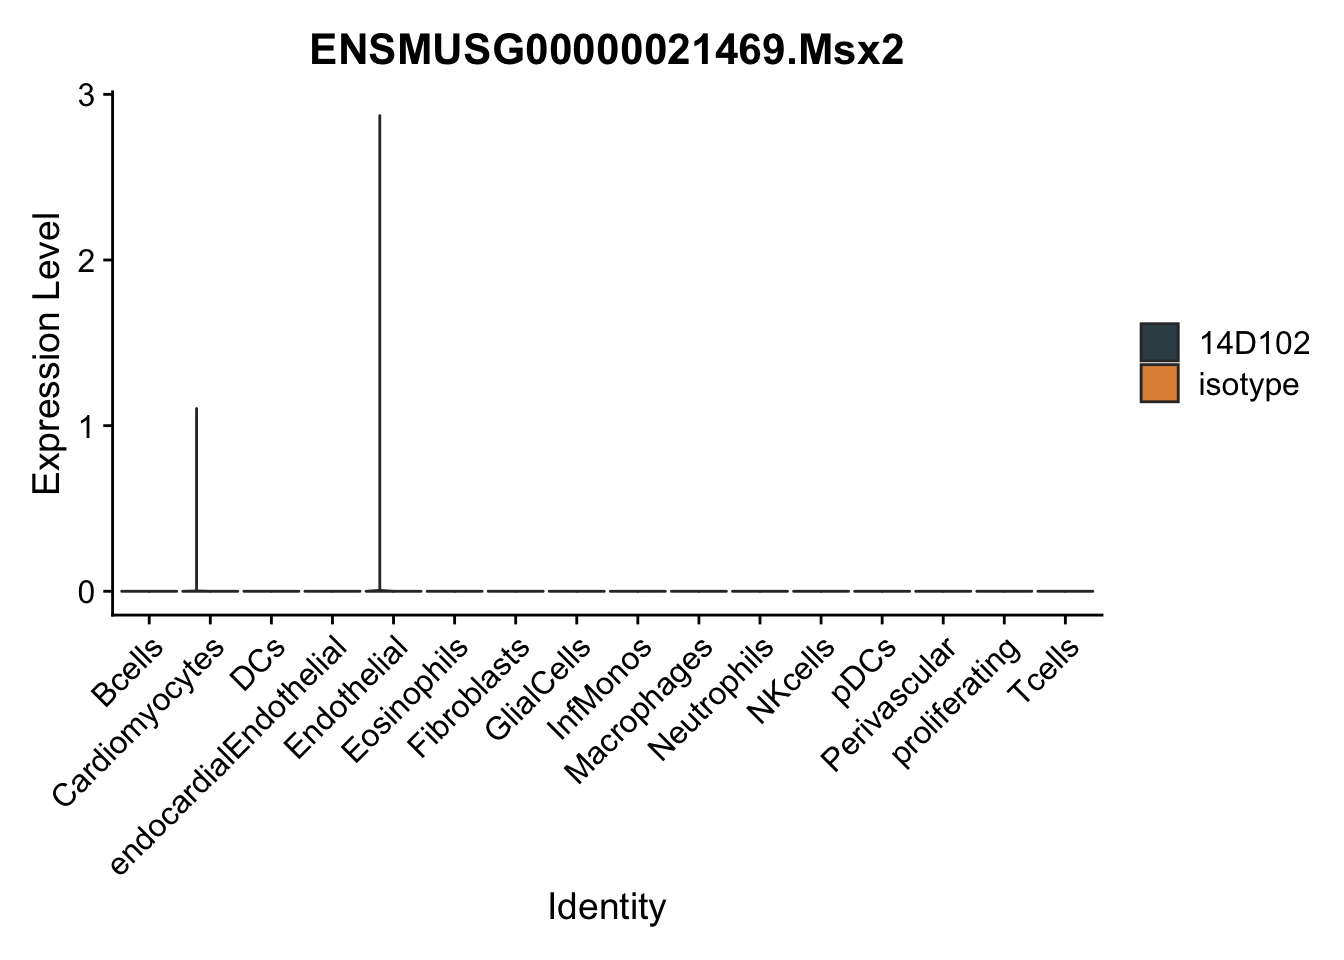 ENSMUSG00000021469.Msx2
Expression Level
3
2
1
0
Bcells
Cardiomyocytes
DCs
endocardialEndothelial
Endothelial
Eosinophils
Fibroblasts
GlialCells
InfMonos
Macrophages
Neutrophils
NKcells
pDCs
Perivascular
proliferating
Tcells
Identity
14D102
isotype